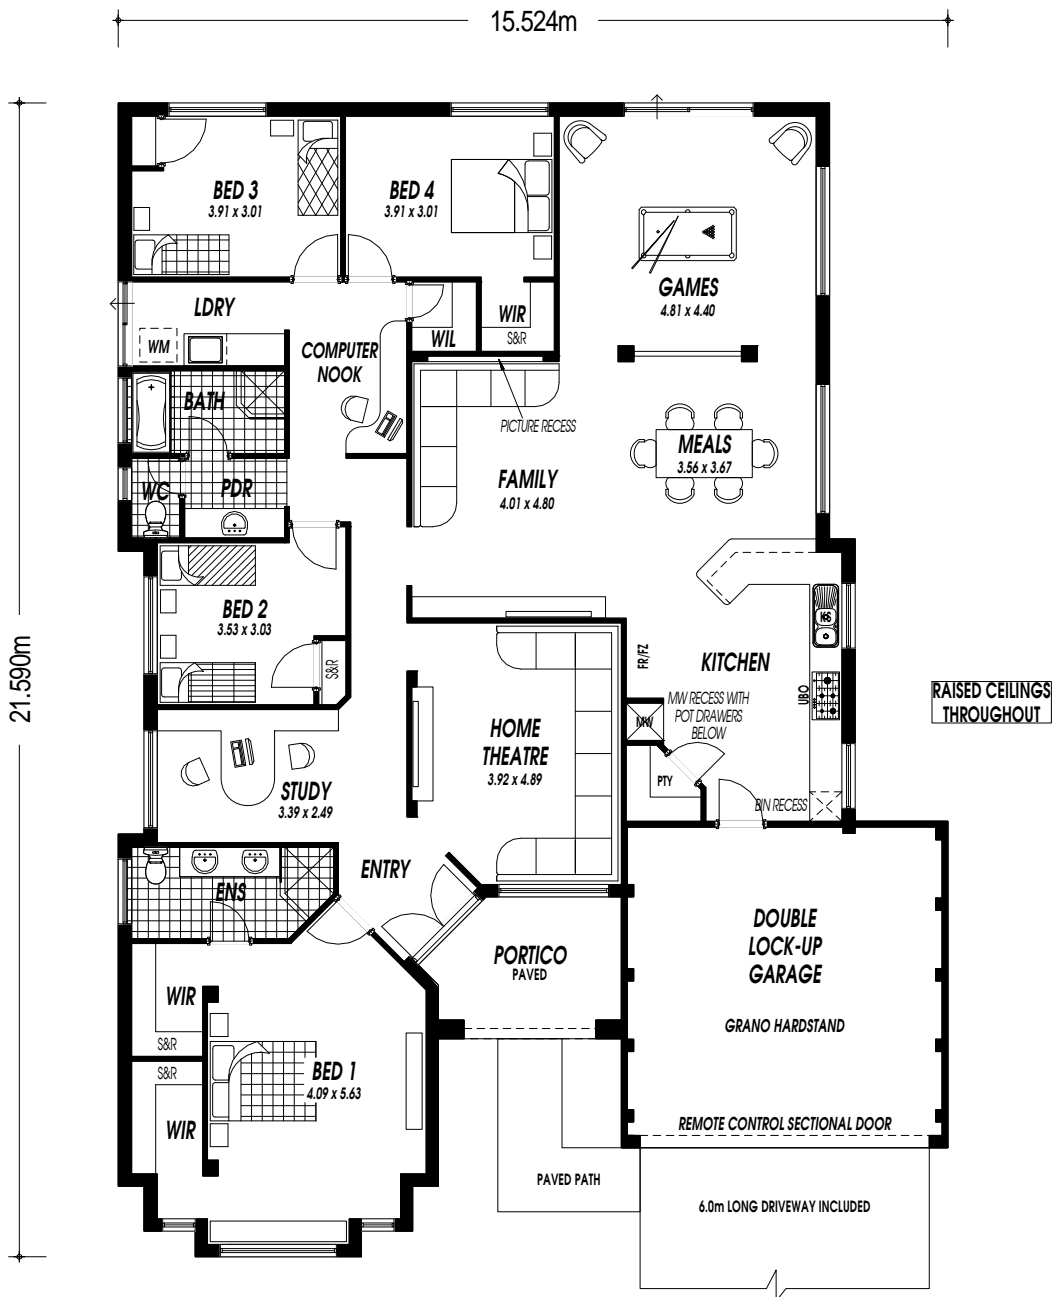 15.524m
21.590m
BED 3
3.91 x 3.01
BED 4
3.91 x 3.01
GAMES
4.81 x 4.40
LDRY
WM
WIL
WIR
S&R
COMPUTER
NOOK
PICTURE RECESS
BATH
MEALS
3.56 x 3.67
FAMILY
4.01 x 4.80
WC
PDR
BED 2
3.53 x 3.03
S&R
KITCHEN
FR/FZ
UBO
MW RECESS WITH
POT DRAWERS
BELOW
MW
PTY
BIN RECESS
RAISED CEILINGS
THROUGHOUT
HOME
THEATRE
3.92 x 4.89
STUDY
3.39 x 2.49
ENTRY
ENS
PORTICO
PAVED
DOUBLE
LOCK-UP
GARAGE
GRANO HARDSTAND
REMOTE CONTROL SECTIONAL DOOR
WIR
S&R
S&R
WIR
BED 1
4.09 x 5.63
PAVED PATH
6.0m LONG DRIVEWAY INCLUDED